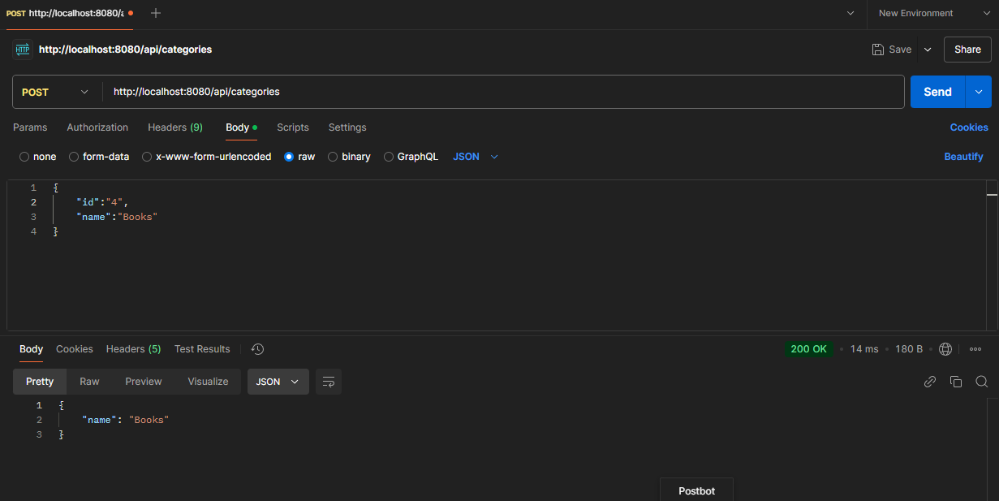 POST http://localhost:8080/a
New Environment
HTTP http://localhost:8080/api/categories
Save
Share
POST
http://localhost:8080/api/categories
Send
Params Authorization Headers (9) Body Scripts Settings Cookies
none form-data x-www-form-urlencoded raw binary GraphQL JSON Beautify
1 {
2 "id":"4",
3 "name":"Books"
4 }
Body Cookies Headers (5) Test Results 200 OK 14 ms 180 B
Pretty Raw Preview Visualize JSON
1 {
2 "name": "Books"
3 }
Postbot